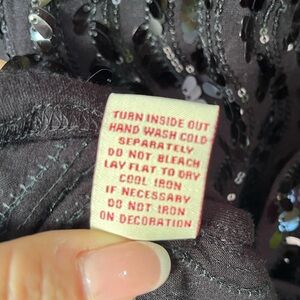 TURN INSIDE OUT
HAND WASH COLD
SEPARATELY
DO NOT BLEACH
LAY FLAT TO DRY
COOL IRON
IF NECESSARY
DO NOT IRON
ON DECORATION